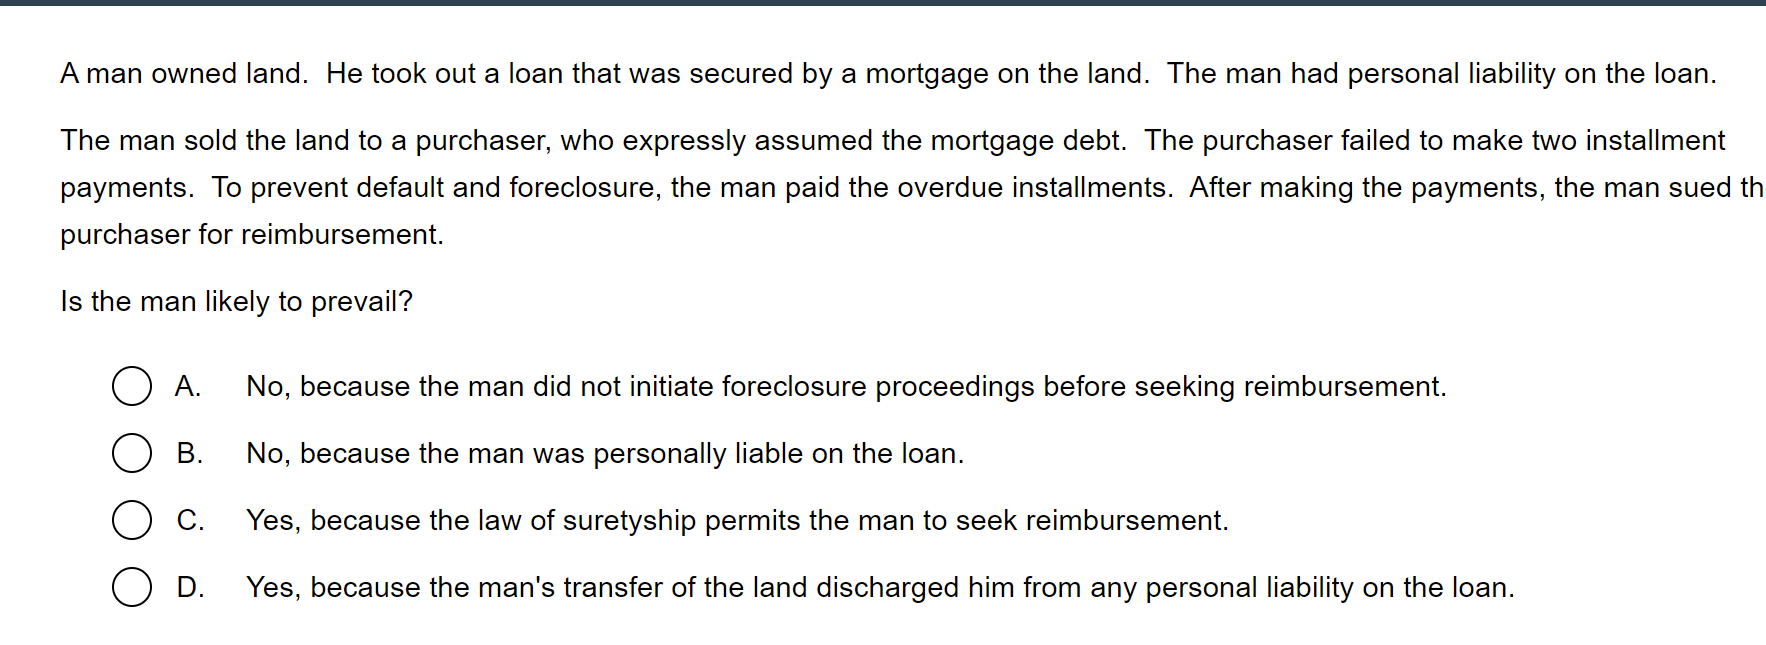 A man owned land. He took out a loan that was secured by a mortgage on the land. The man had personal liability on the loan.
The man sold the land to a purchaser, who expressly assumed the mortgage debt. The purchaser failed to make two installment
payments. To prevent default and foreclosure, the man paid the overdue installments. After making the payments, the man sued th
purchaser for reimbursement.
Is the man likely to prevail?
A. No, because the man did not initiate foreclosure proceedings before seeking reimbursement.
B. No, because the man was personally liable on the loan.
C. Yes, because the law of suretyship permits the man to seek reimbursement.
D. Yes, because the man's transfer of the land discharged him from any personal liability on the loan.